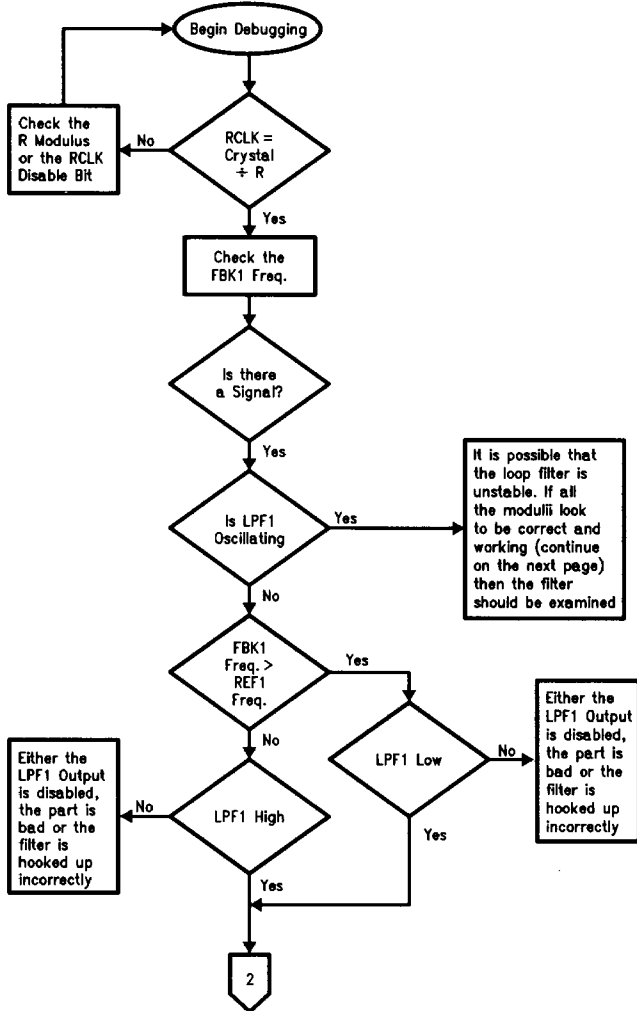 Begin Debugging
Check the
R Modulus
or the RCLK
Disable Bit
No
RCLK =
Crystal
÷ R
Yes
Check the
FBK1 Freq.
Is there
a Signal?
Yes
Is LPF1
Oscillating
Yes
It is possible that
the loop filter is
unstable. If all
the modulii look
to be correct and
working (continue
on the next page)
then the filter
should be examined
No
FBK1
Freq. >
REF1
Freq.
Yes
No
LPF1 Low
No
Either the
LPF1 Output
is disabled,
the part is
bad or the
filter is
hooked up
incorrectly
Yes
Either the
LPF1 Output
is disabled,
the part is
bad or the
filter is
hooked up
incorrectly
No
LPF1 High
Yes
2